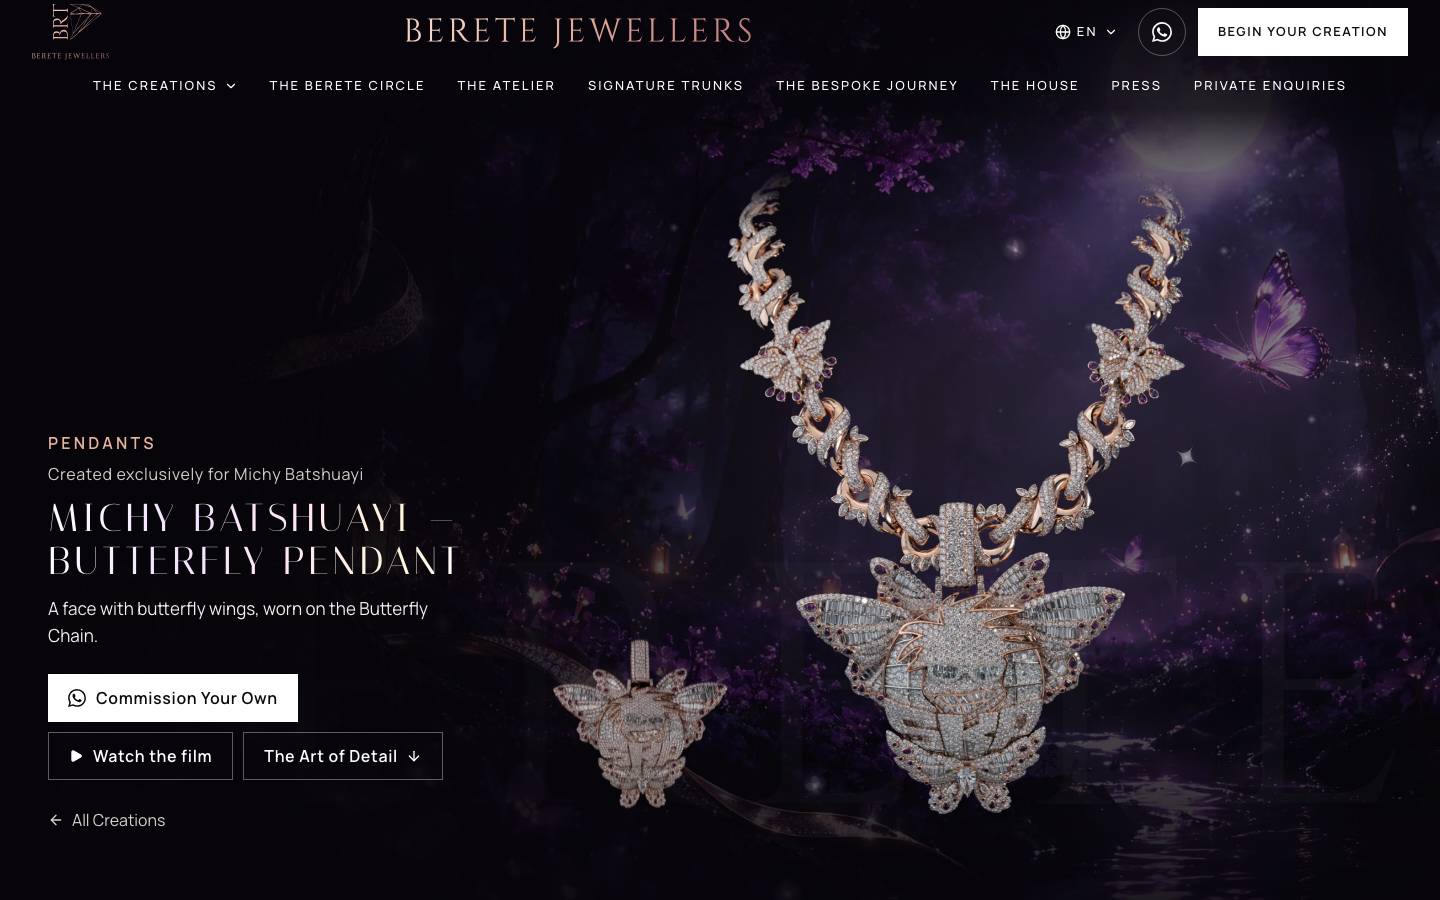 BRT
BERETE JEWELLERS
BERETE JEWELLERS
EN
BEGIN YOUR CREATION
THE CREATIONS
THE BERETE CIRCLE
THE ATELIER
SIGNATURE TRUNKS
THE BESPOKE JOURNEY
THE HOUSE
PRESS
PRIVATE ENQUIRIES
PENDANTS
Created exclusively for Michy Batshuayi
MICHY BATSHUAYI –
BUTTERFLY PENDANT
A face with butterfly wings, worn on the Butterfly
Chain.
Commission Your Own
Watch the film
The Art of Detail
All Creations